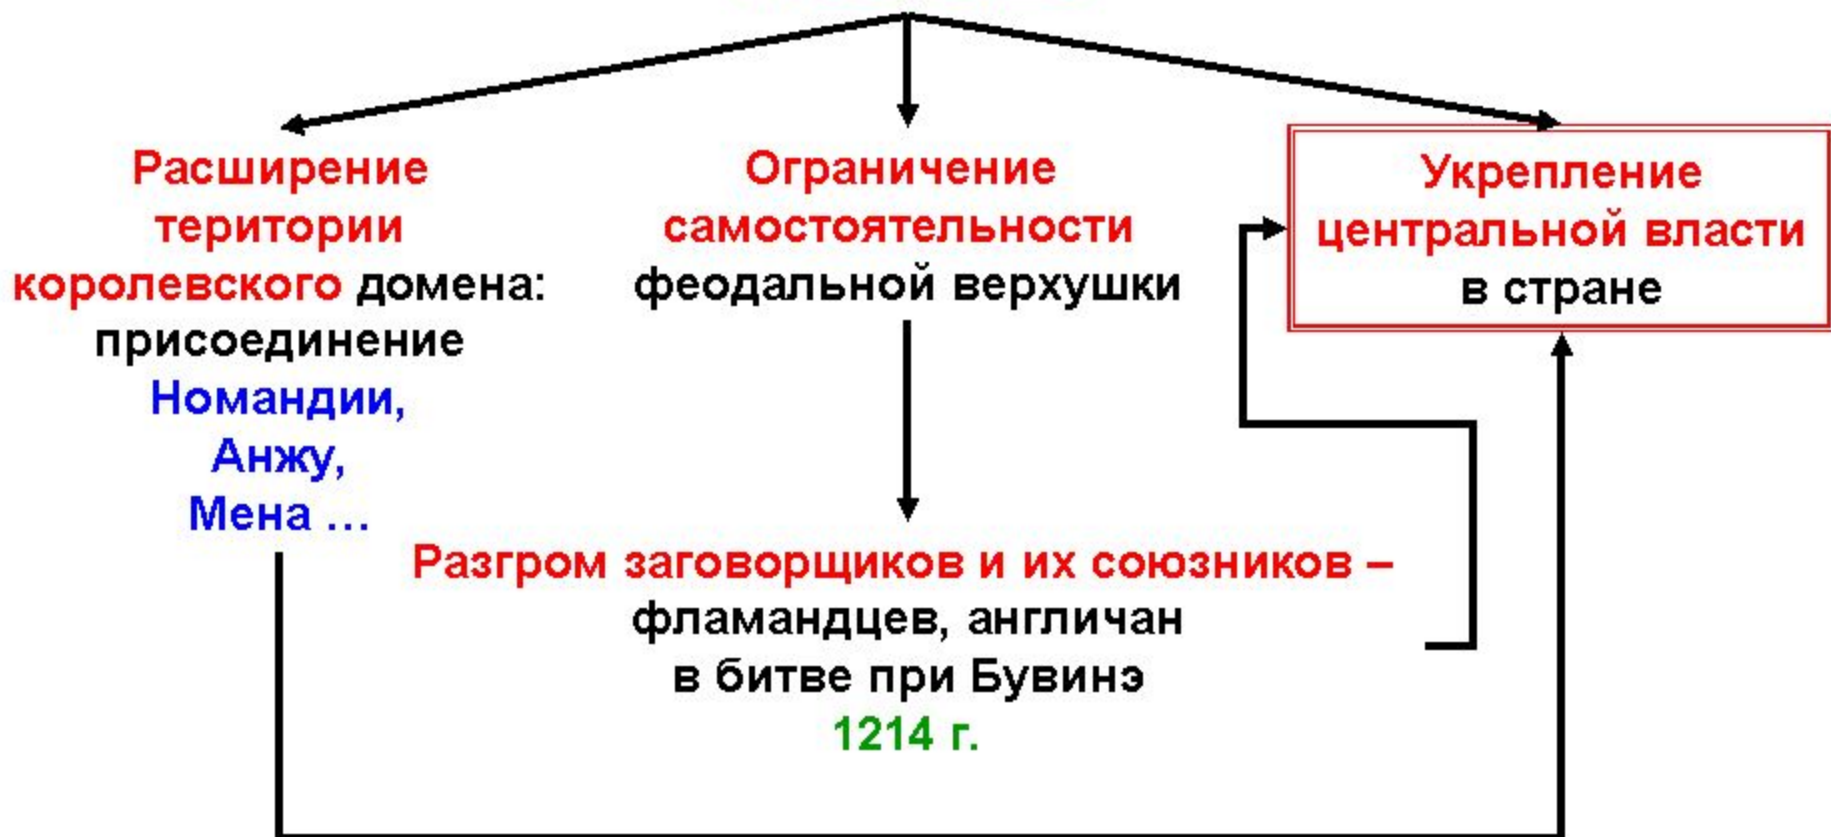 Расширение
територии
королевского домена:
присоединение
Номандии,
Анжу,
Мена ...
Ограничение
самостоятельности
феодальной верхушки
Разгром заговорщиков и их союзников –
фламандцев, англичан
в битве при Бувинэ
1214 г.
Укрепление
центральной власти
в стране